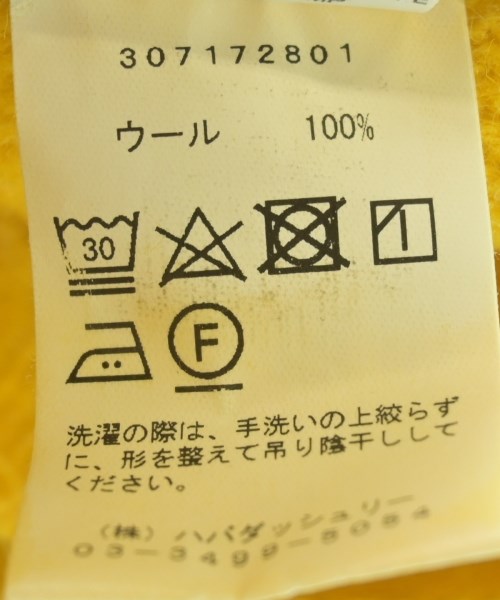 307172801
ウール 100%
30
F
洗濯の際は、手洗いの上絞らず
に、形を整えて吊り陰干しして
ください。
(株) ハバダッシュリー
03-3499-5084